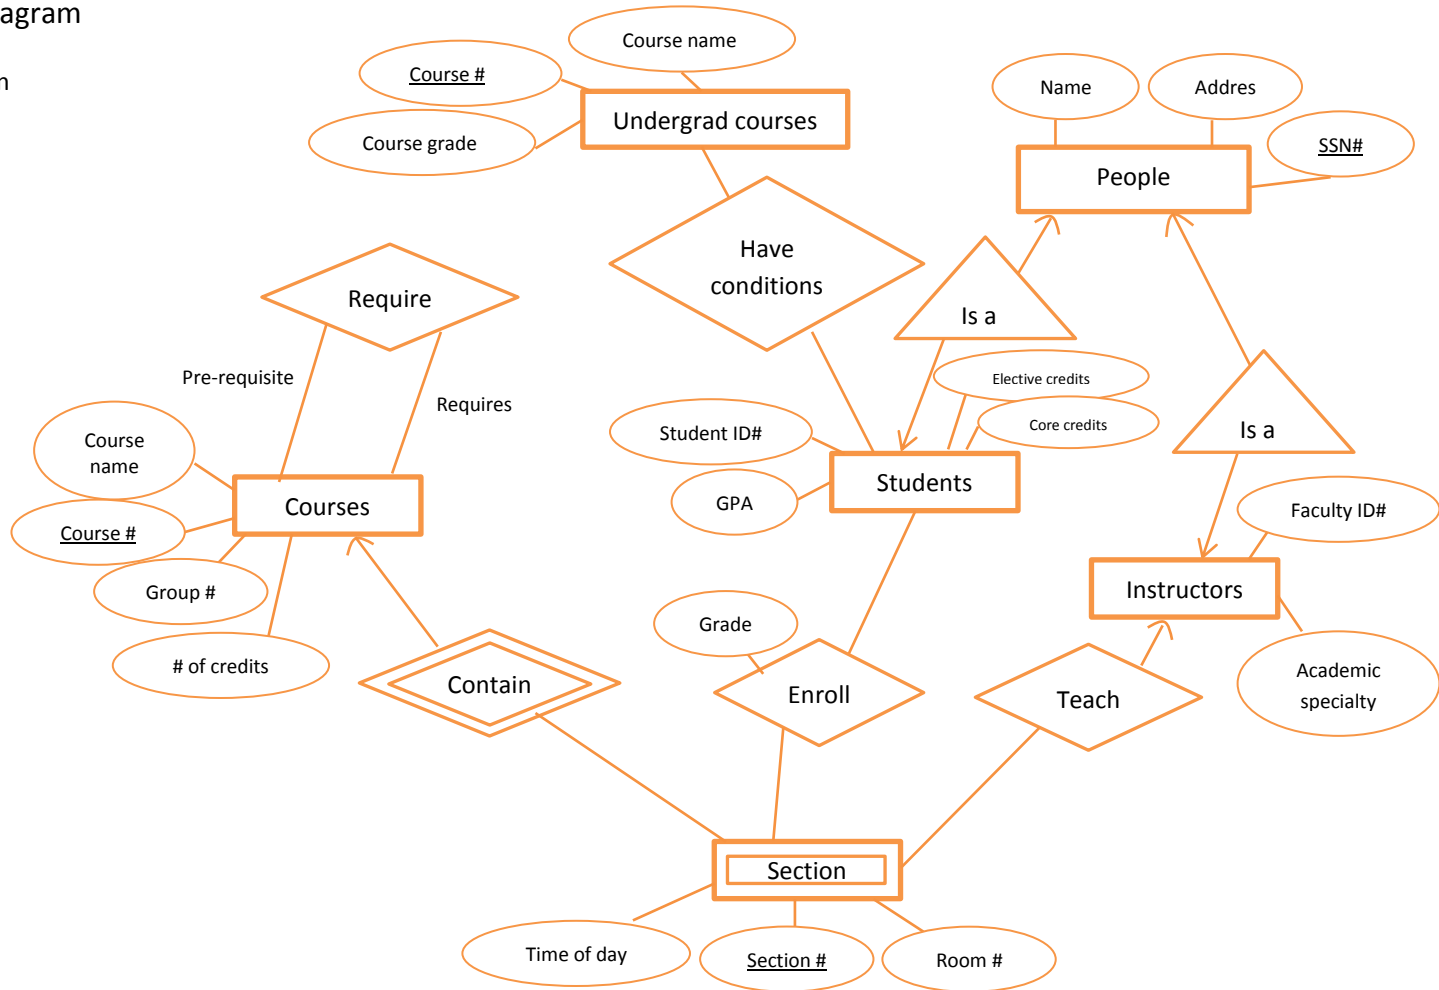 agram
n
Course name
Course #
Undergrad courses
Course grade
Name
Addres
SSN#
People
Have
conditions
Require
Is a
Pre-requisite
Requires
Elective credits
Core credits
Student ID#
Students
GPA
Is a
Course
name
Courses
Course #
Group #
# of credits
Faculty ID#
Instructors
Academic
specialty
Grade
Contain
Enroll
Teach
Section
Time of day
Section #
Room #